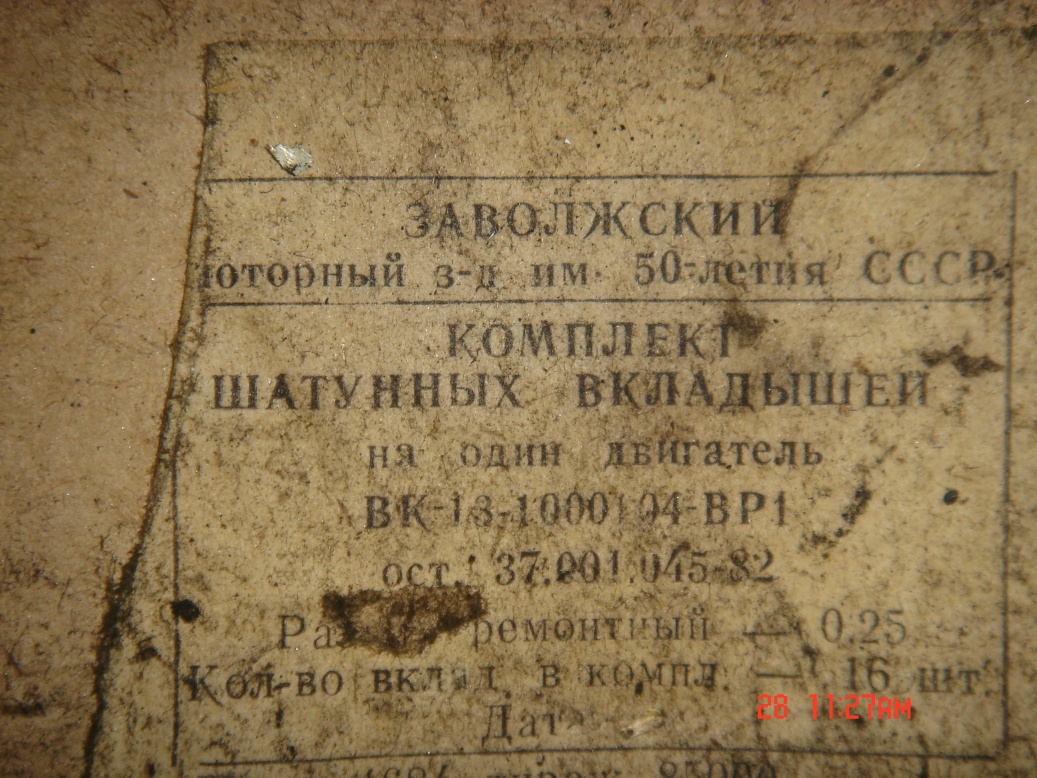 ЗАВОЛЖСКИЙ
моторный з-д им. 50-летия СССР.
КОМПЛЕКТ
ШАТУННЫХ ВКЛАДЫШЕЙ
на один двигатель
ВК-13-1000104-ВР1
ост. 37.001.045-82
ремонтный — 0.25
Кол-во вклад. в компл. — 16 шт.
Дат
28 11:27AM